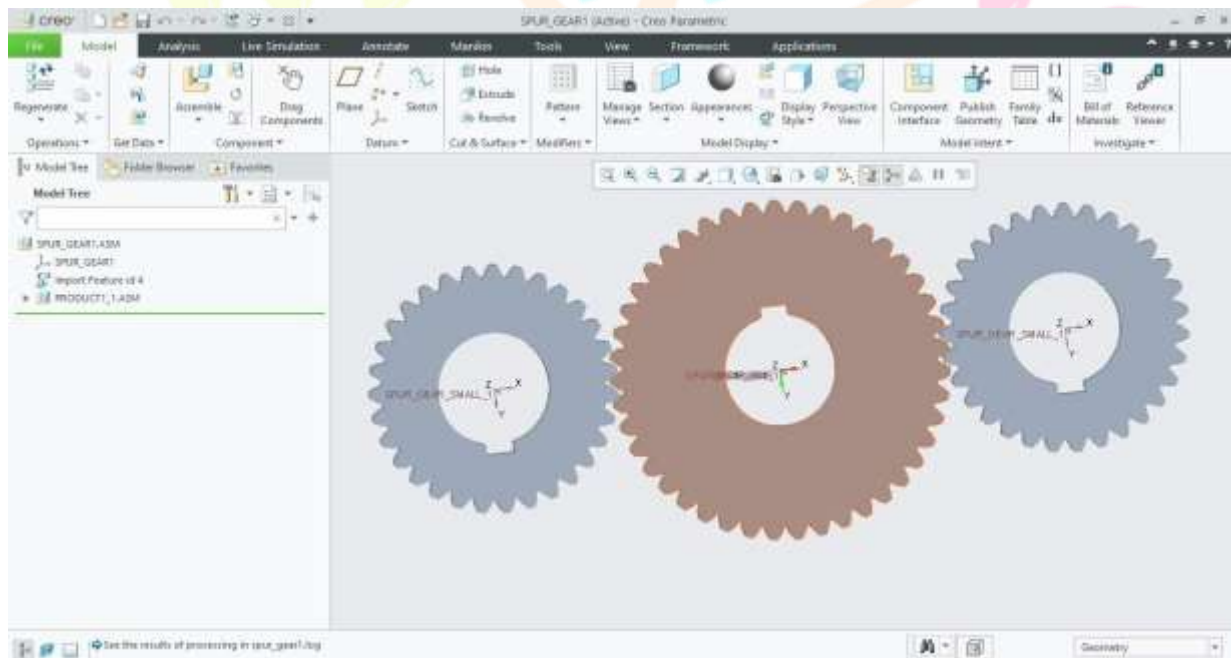 creo
SPUR_GEAR1 (Active) - Creo Parametric
File Model Analysis Live Simulation Annotate Manikin Tools View Framework Applications
Regenerate
Assemble
Drag Components
Plane
Sketch
Hole
Extrude
Revolve
Pattern
Manage Views
Section
Appearances
Display Style
Perspective View
Component Interface
Publish Geometry
Family Table
Bill of Materials
Reference Viewer
Operations Get Data Component Datum Cut & Surface Modifiers Model Display Model Intent Investigate
Model Tree Folder Browser Favorites
Model Tree
SPUR_GEAR1.ASM
SPUR_GEAR1
Import Feature id 4
PRODUCT1_1.ASM
SPUR_GEAR_SMALL_1
Z X
Y
X
Y
SPUR_GEAR_SMALL_1
Z X
Y
See the results of processing in spur_gear1.log
Geometry